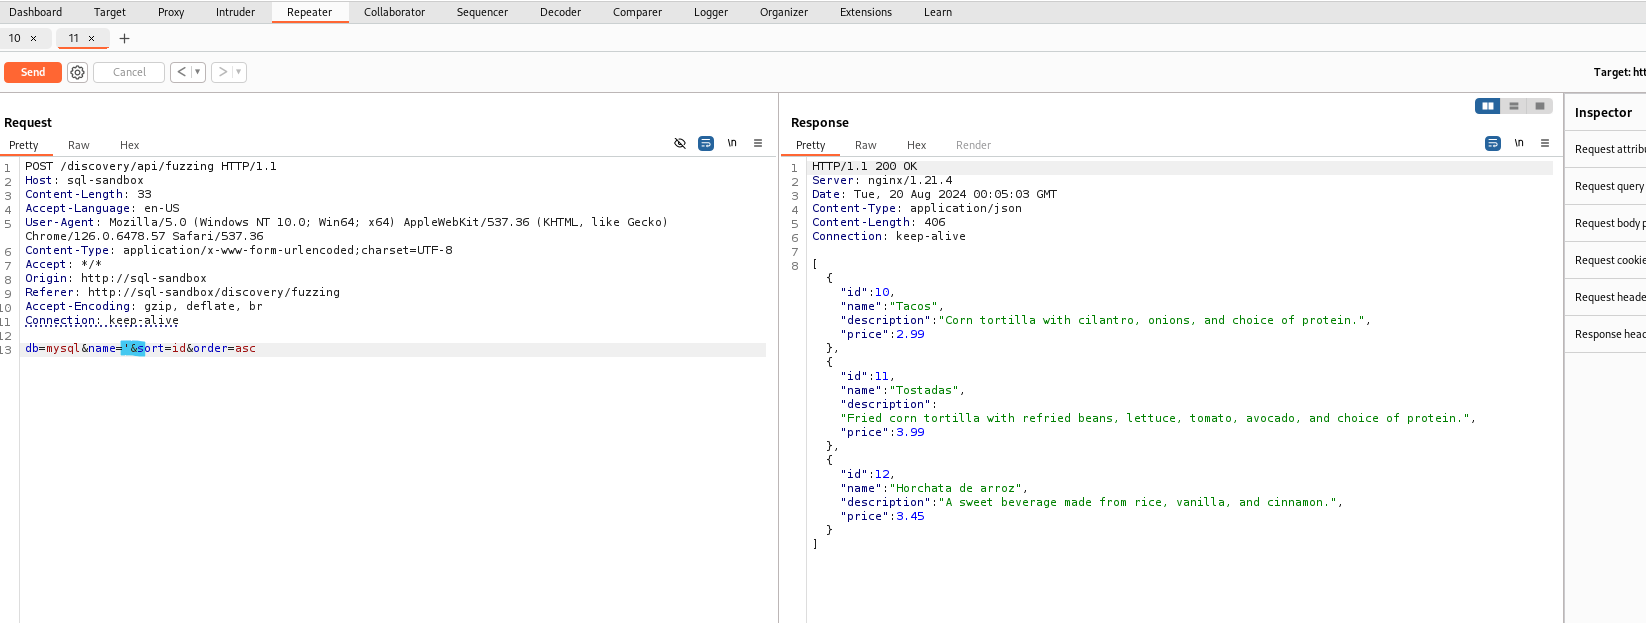 Dashboard Target Proxy Intruder Repeater Collaborator Sequencer Decoder Comparer Logger Organizer Extensions Learn
10 × 11 × +
Send Cancel < ▾ > ▾ Target: htt
Request
Pretty Raw Hex \n
1 POST /discovery/api/fuzzing HTTP/1.1
2 Host: sql-sandbox
3 Content-Length: 33
4 Accept-Language: en-US
5 User-Agent: Mozilla/5.0 (Windows NT 10.0; Win64; x64) AppleWebKit/537.36 (KHTML, like Gecko)
Chrome/126.0.6478.57 Safari/537.36
6 Content-Type: application/x-www-form-urlencoded;charset=UTF-8
7 Accept: */*
8 Origin: http://sql-sandbox
9 Referer: http://sql-sandbox/discovery/fuzzing
10 Accept-Encoding: gzip, deflate, br
11 Connection: keep-alive
12
13 db=mysql&name='&sort=id&order=asc
Response
Pretty Raw Hex Render \n
1 HTTP/1.1 200 OK
2 Server: nginx/1.21.4
3 Date: Tue, 20 Aug 2024 00:05:03 GMT
4 Content-Type: application/json
5 Content-Length: 406
6 Connection: keep-alive
7
8 [
{
"id":10,
"name":"Tacos",
"description":"Corn tortilla with cilantro, onions, and choice of protein.",
"price":2.99
},
{
"id":11,
"name":"Tostadas",
"description":
"Fried corn tortilla with refried beans, lettuce, tomato, avocado, and choice of protein.",
"price":3.99
},
{
"id":12,
"name":"Horchata de arroz",
"description":"A sweet beverage made from rice, vanilla, and cinnamon.",
"price":3.45
}
]
Inspector
Request attribu
Request query
Request body p
Request cookie
Request heade
Response head